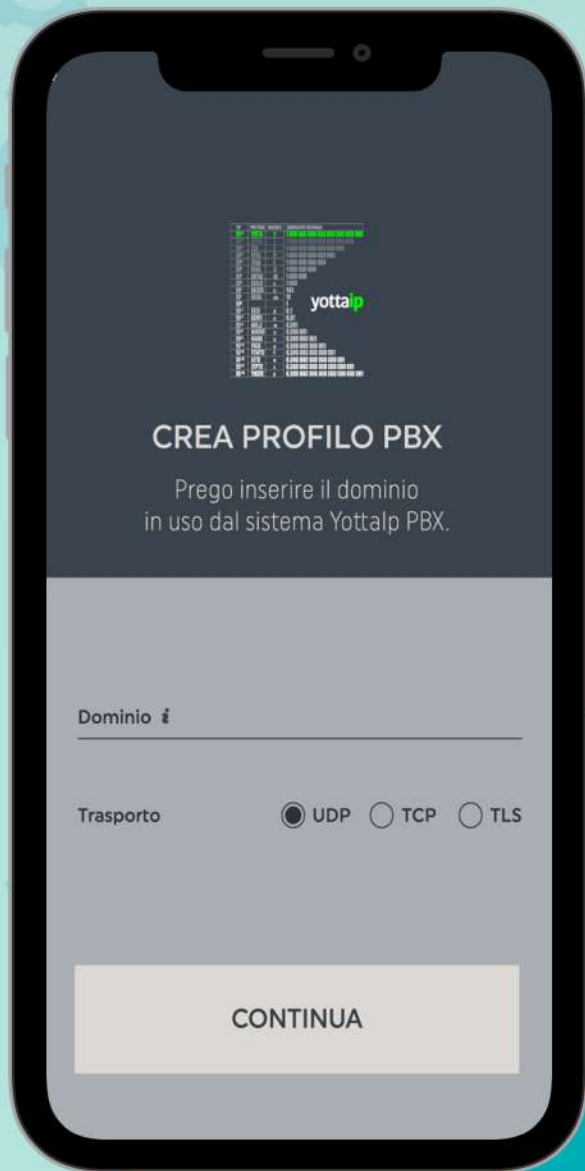 yottaip
CREA PROFILO PBX
Prego inserire il dominio
in uso dal sistema YottaIp PBX.
Dominio i
Trasporto UDP TCP TLS
CONTINUA